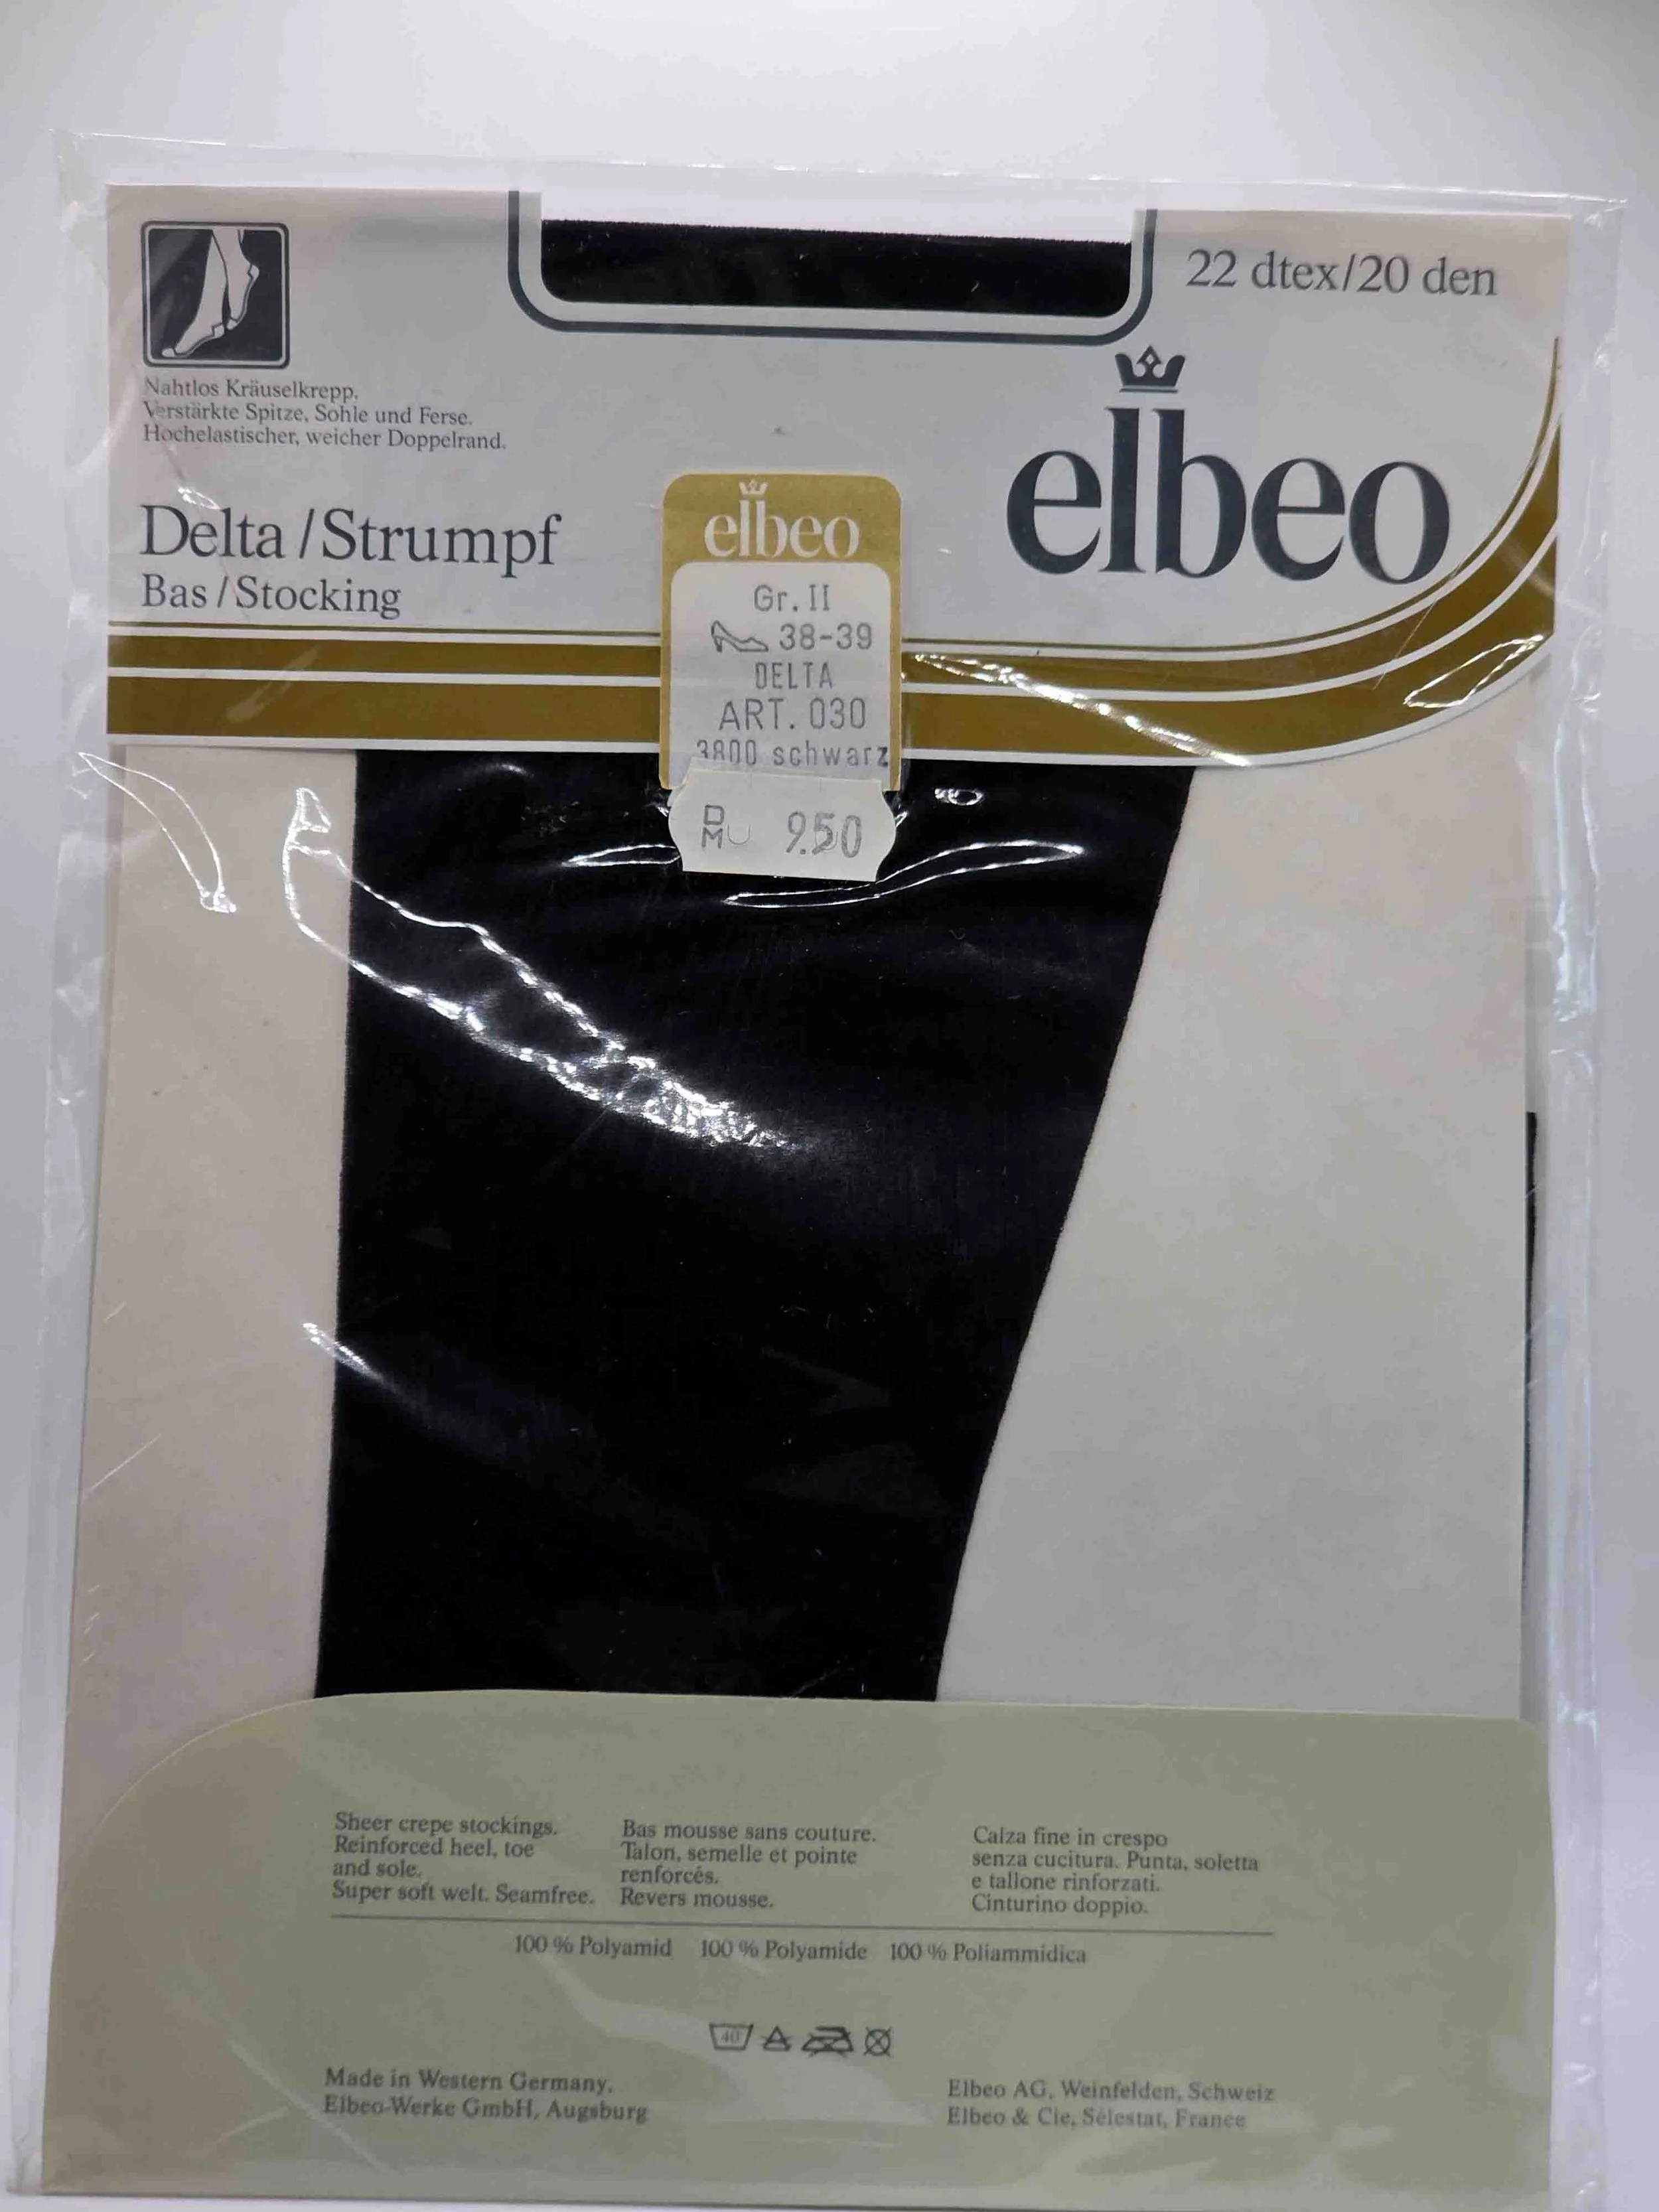 22 dtex/20 den
Nahtlos Kräuselkrepp.
Verstärkte Spitze, Sohle und Ferse.
Hochelastischer, weicher Doppelrand.
elbeo
Delta/Strumpf
Bas/Stocking
elbeo
Gr. II
38-39
DELTA
ART. 030
3800 schwarz
DM 9.50
Sheer crepe stockings.
Reinforced heel, toe
and sole.
Super soft welt. Seamfree.
Bas mousse sans couture.
Talon, semelle et pointe
renforcés.
Revers mousse.
Calza fine in crespo
senza cucitura. Punta, soletta
e tallone rinforzati.
Cinturino doppio.
100 % Polyamid 100 % Polyamide 100 % Poliammidica
40
Made in Western Germany,
Elbeo-Werke GmbH, Augsburg
Elbeo AG, Weinfelden, Schweiz
Elbeo & Cie, Sélestat, France